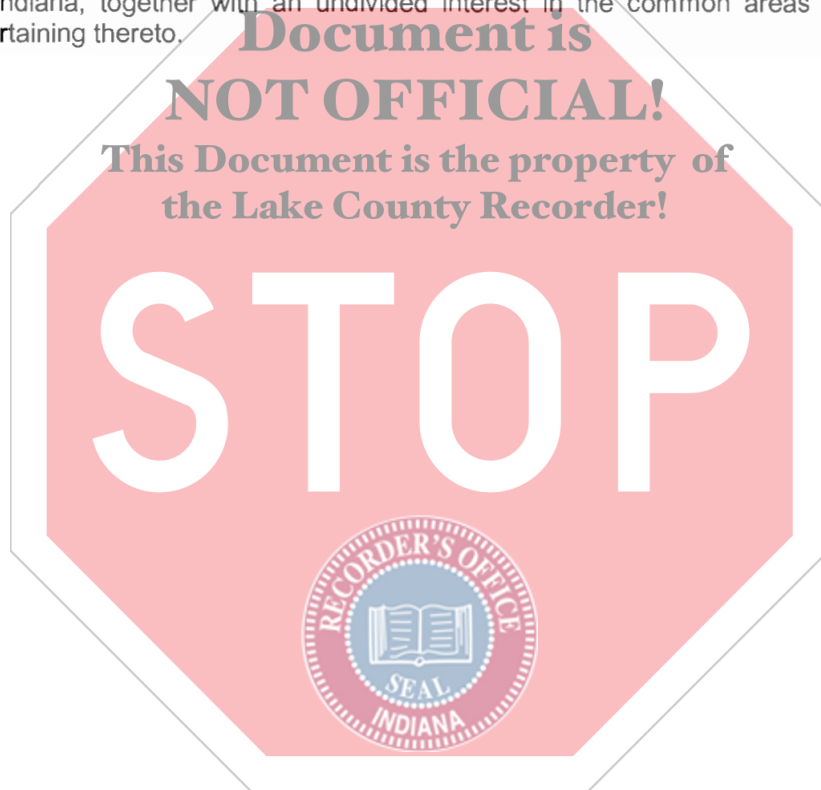 ndiana, together with an undivided interest in the common areas
rtaining thereto.
Document is
NOT OFFICIAL!
This Document is the property of
the Lake County Recorder!
STOP
RECORDER'S OFFICE
SEAL
INDIANA